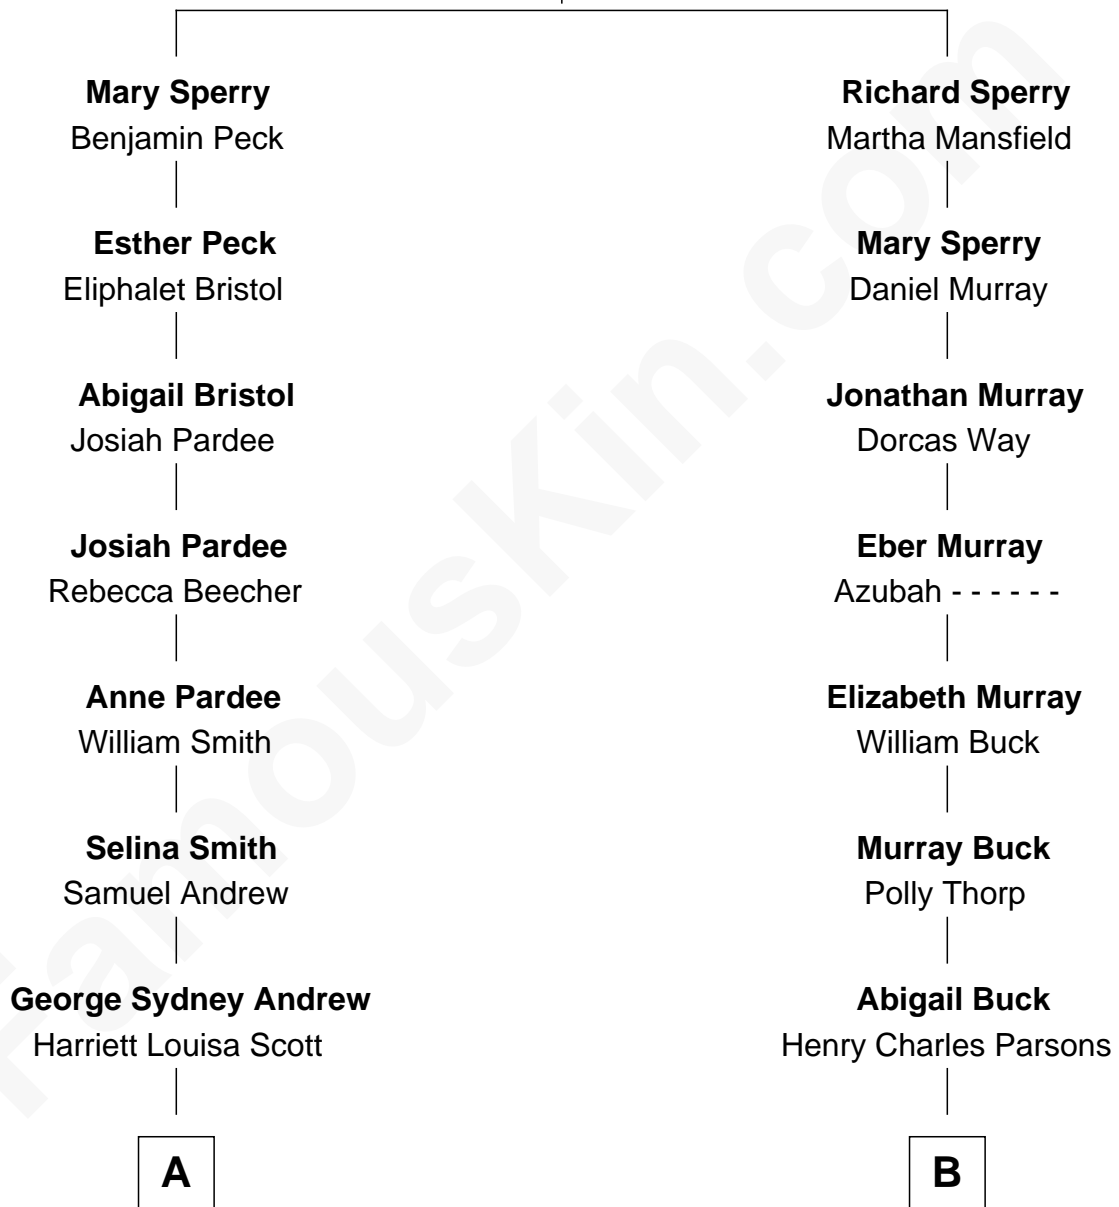 Mary Sperry
Benjamin Peck
Richard Sperry
Martha Mansfield
Esther Peck
Eliphalet Bristol
Mary Sperry
Daniel Murray
Abigail Bristol
Josiah Pardee
Jonathan Murray
Dorcas Way
Josiah Pardee
Rebecca Beecher
Eber Murray
Azubah - - - - - -
Anne Pardee
William Smith
Elizabeth Murray
William Buck
Selina Smith
Samuel Andrew
Murray Buck
Polly Thorp
George Sydney Andrew
Harriett Louisa Scott
Abigail Buck
Henry Charles Parsons
A
B
FamousKin.com